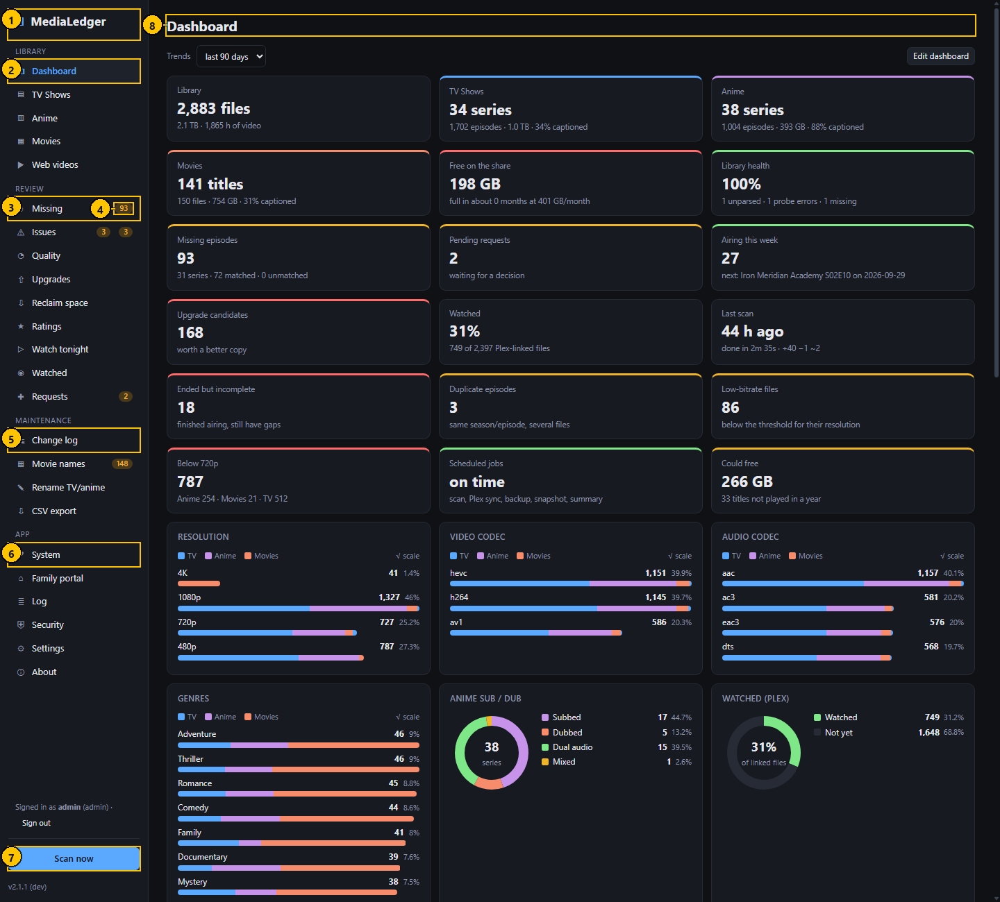 1 MediaLedger
LIBRARY
2 Dashboard
TV Shows
Anime
Movies
Web videos
REVIEW
3 Missing 4 93
Issues 3 3
Quality
Upgrades
Reclaim space
Ratings
Watch tonight
Watched
Requests 2
MAINTENANCE
5 Change log
Movie names 148
Rename TV/anime
CSV export
APP
6 System
Family portal
Log
Security
Settings
About
Signed in as admin (admin) ·
Sign out
7 Scan now
v2.1.1 (dev)
8 Dashboard
Trends last 90 days Edit dashboard
Library
2,883 files
2.1 TB · 1,865 h of video
TV Shows
34 series
1,702 episodes · 1.0 TB · 34% captioned
Anime
38 series
1,004 episodes · 393 GB · 88% captioned
Movies
141 titles
150 files · 754 GB · 31% captioned
Free on the share
198 GB
full in about 0 months at 401 GB/month
Library health
100%
1 unparsed · 1 probe errors · 1 missing
Missing episodes
93
31 series · 72 matched · 0 unmatched
Pending requests
2
waiting for a decision
Airing this week
27
next: Iron Meridian Academy S02E10 on 2026-09-29
Upgrade candidates
168
worth a better copy
Watched
31%
749 of 2,397 Plex-linked files
Last scan
44 h ago
done in 2m 35s · +40 −1 ~2
Ended but incomplete
18
finished airing, still have gaps
Duplicate episodes
3
same season/episode, several files
Low-bitrate files
86
below the threshold for their resolution
Below 720p
787
Anime 254 · Movies 21 · TV 512
Scheduled jobs
on time
scan, Plex sync, backup, snapshot, summary
Could free
266 GB
33 titles not played in a year
RESOLUTION
TV Anime Movies √ scale
4K 41 1.4%
1080p 1,327 46%
720p 727 25.2%
480p 787 27.3%
VIDEO CODEC
TV Anime Movies √ scale
hevc 1,151 39.9%
h264 1,145 39.7%
av1 586 20.3%
AUDIO CODEC
TV Anime Movies √ scale
aac 1,157 40.1%
ac3 581 20.2%
eac3 576 20%
dts 568 19.7%
GENRES
TV Anime Movies √ scale
Adventure 46 9%
Thriller 46 9%
Romance 45 8.8%
Comedy 44 8.6%
Family 41 8%
Documentary 39 7.6%
Mystery 38 7.5%
ANIME SUB / DUB
38
series
Subbed 17 44.7%
Dubbed 5 13.2%
Dual audio 15 39.5%
Mixed 1 2.6%
WATCHED (PLEX)
31%
of linked files
Watched 749 31.2%
Not yet 1,648 68.8%